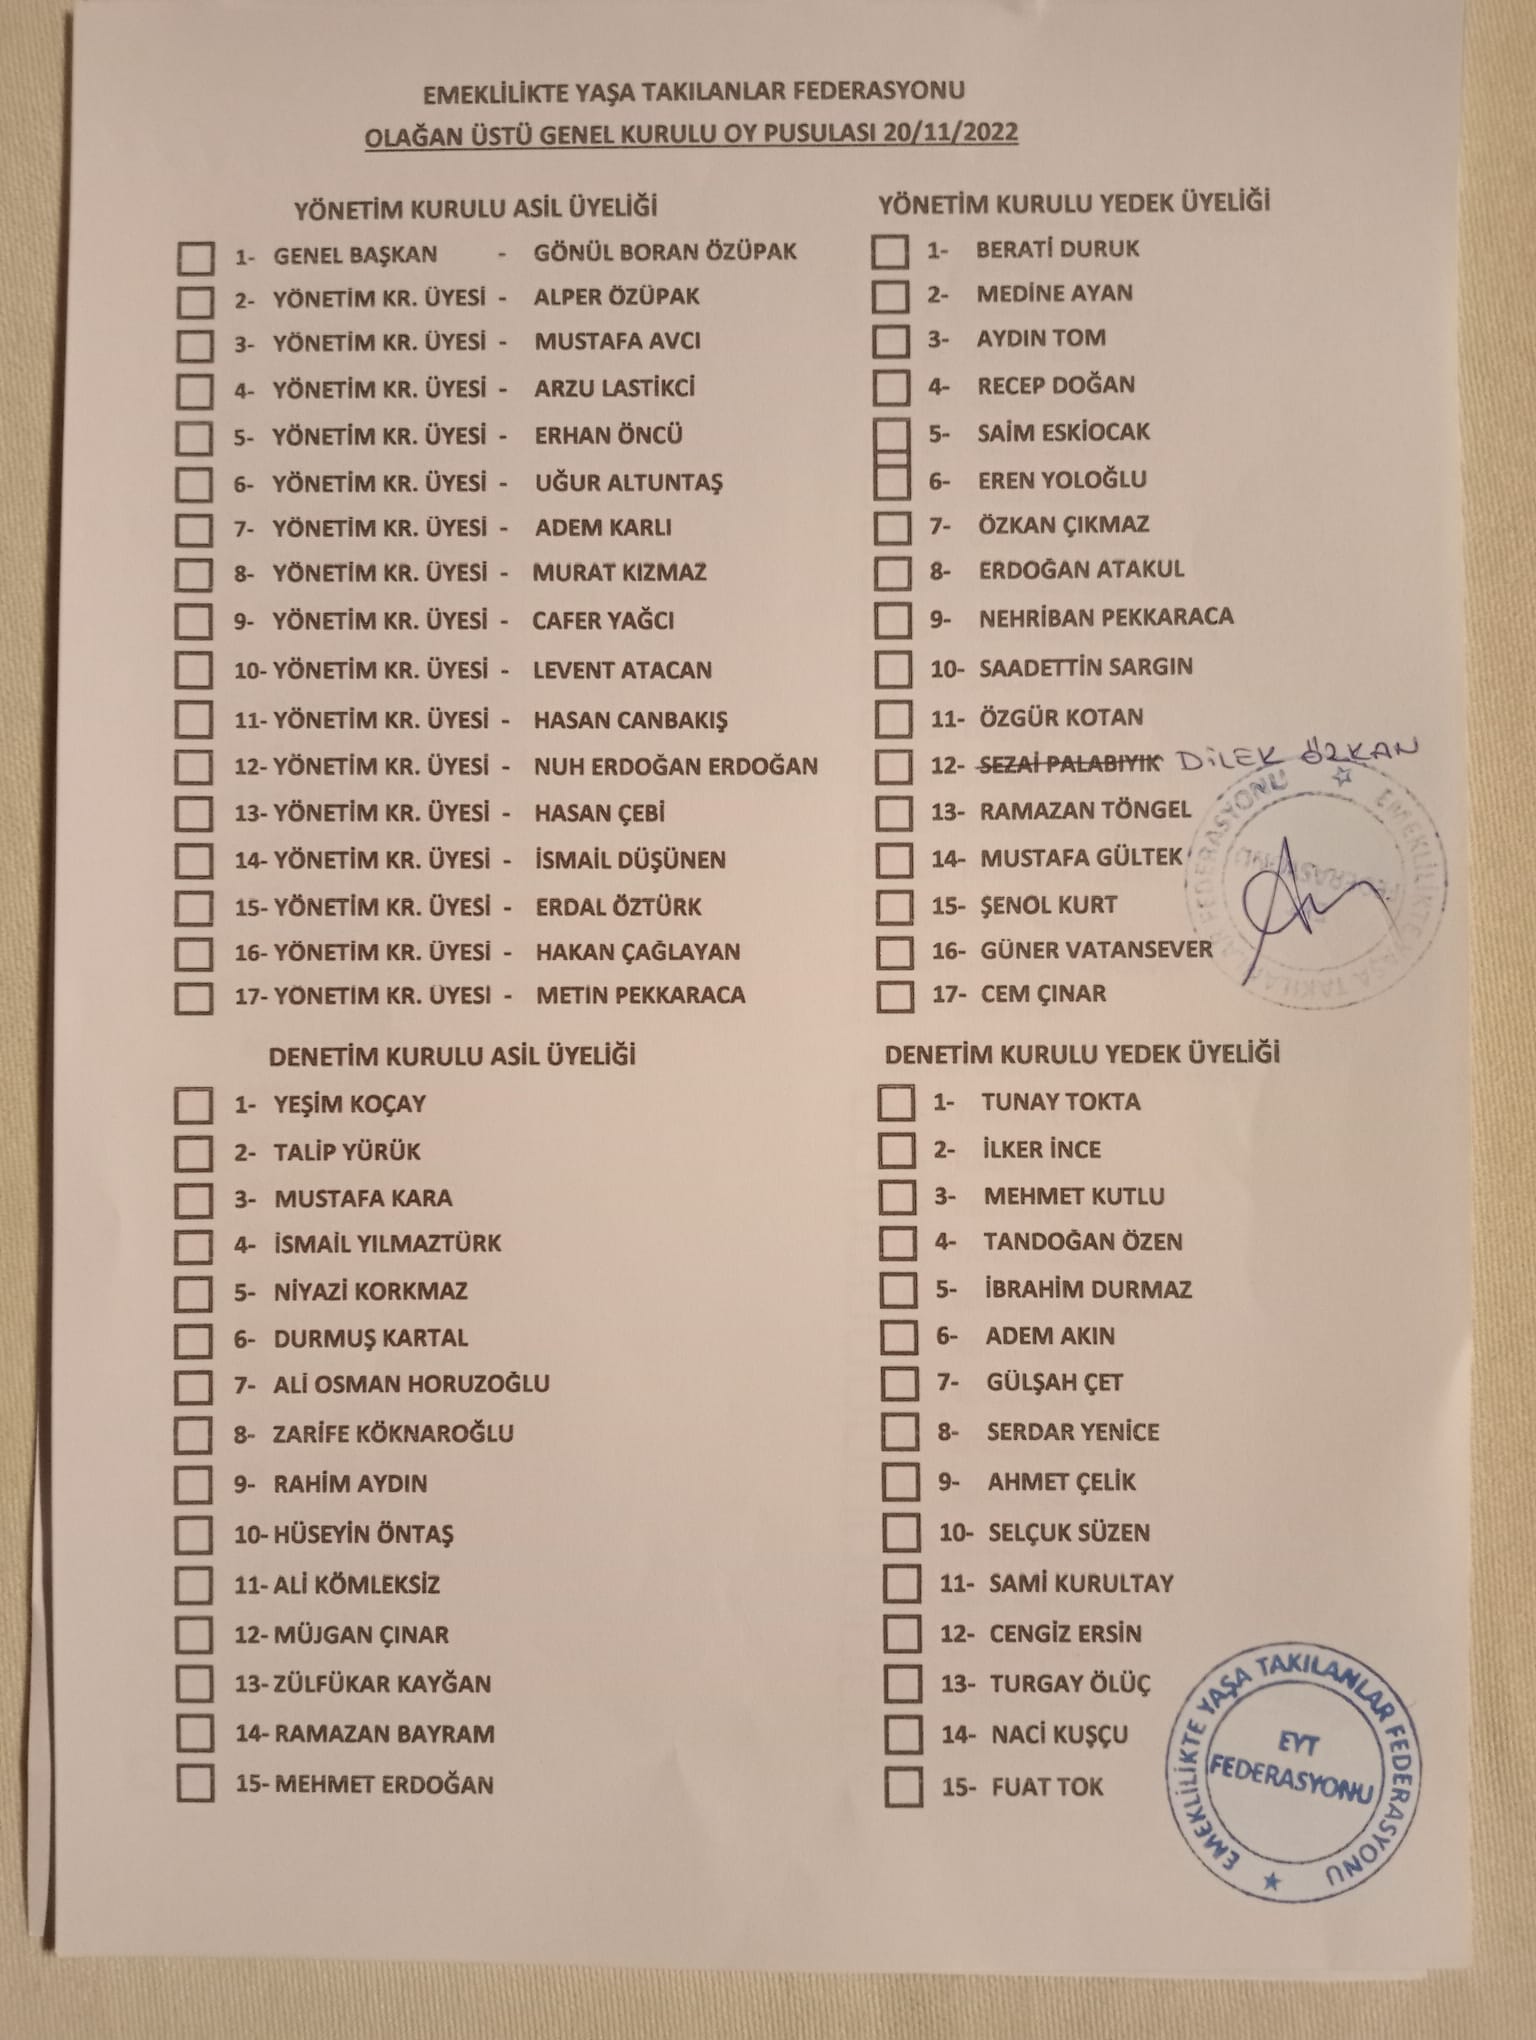 EMEKLİLİKTE YAŞA TAKILANLAR FEDERASYONU
OLAĞAN ÜSTÜ GENEL KURULU OY PUSULASI 20/11/2022
YÖNETİM KURULU ASİL ÜYELİĞİ
1- GENEL BAŞKAN - GÖNÜL BORAN ÖZÜPAK
2- YÖNETİM KR. ÜYESİ - ALPER ÖZÜPAK
3- YÖNETİM KR. ÜYESİ - MUSTAFA AVCI
4- YÖNETİM KR. ÜYESİ - ARZU LASTİKCİ
5- YÖNETİM KR. ÜYESİ - ERHAN ÖNCÜ
6- YÖNETİM KR. ÜYESİ - UĞUR ALTUNTAŞ
7- YÖNETİM KR. ÜYESİ - ADEM KARLI
8- YÖNETİM KR. ÜYESİ - MURAT KIZMAZ
9- YÖNETİM KR. ÜYESİ - CAFER YAĞCI
10- YÖNETİM KR. ÜYESİ - LEVENT ATACAN
11- YÖNETİM KR. ÜYESİ - HASAN CANBAKIŞ
12- YÖNETİM KR. ÜYESİ - NUH ERDOĞAN ERDOĞAN
13- YÖNETİM KR. ÜYESİ - HASAN ÇEBİ
14- YÖNETİM KR. ÜYESİ - İSMAİL DÜŞÜNEN
15- YÖNETİM KR. ÜYESİ - ERDAL ÖZTÜRK
16- YÖNETİM KR. ÜYESİ - HAKAN ÇAĞLAYAN
17- YÖNETİM KR. ÜYESİ - METİN PEKKARACA
YÖNETİM KURULU YEDEK ÜYELİĞİ
1- BERATİ DURUK
2- MEDİNE AYAN
3- AYDIN TOM
4- RECEP DOĞAN
5- SAİM ESKİOCAK
6- EREN YOLOĞLU
7- ÖZKAN ÇIKMAZ
8- ERDOĞAN ATAKUL
9- NEHRİBAN PEKKARACA
10- SAADETTİN SARGIN
11- ÖZGÜR KOTAN
12- SEZAİ PALABIYIK DİLEK ÖZKAN
13- RAMAZAN TÖNGEL
14- MUSTAFA GÜLTEK
15- ŞENOL KURT
16- GÜNER VATANSEVER
17- CEM ÇINAR
EMEKLİLİKTE YAŞA TAKILANLAR FEDERASYONU
FEDERASYONU
DENETİM KURULU ASİL ÜYELİĞİ
1- YEŞİM KOÇAY
2- TALİP YÜRÜK
3- MUSTAFA KARA
4- İSMAİL YILMAZTÜRK
5- NİYAZİ KORKMAZ
6- DURMUŞ KARTAL
7- ALİ OSMAN HORUZOĞLU
8- ZARİFE KÖKNAROĞLU
9- RAHİM AYDIN
10- HÜSEYİN ÖNTAŞ
11- ALİ KÖMLEKSİZ
12- MÜJGAN ÇINAR
13- ZÜLFÜKAR KAYĞAN
14- RAMAZAN BAYRAM
15- MEHMET ERDOĞAN
DENETİM KURULU YEDEK ÜYELİĞİ
1- TUNAY TOKTA
2- İLKER İNCE
3- MEHMET KUTLU
4- TANDOĞAN ÖZEN
5- İBRAHİM DURMAZ
6- ADEM AKIN
7- GÜLŞAH ÇET
8- SERDAR YENİCE
9- AHMET ÇELİK
10- SELÇUK SÜZEN
11- SAMİ KURULTAY
12- CENGİZ ERSİN
13- TURGAY ÖLÜÇ
14- NACİ KUŞÇU
15- FUAT TOK
EMEKLİLİKTE YAŞA TAKILANLAR FEDERASYONU
EYT
FEDERASYONU